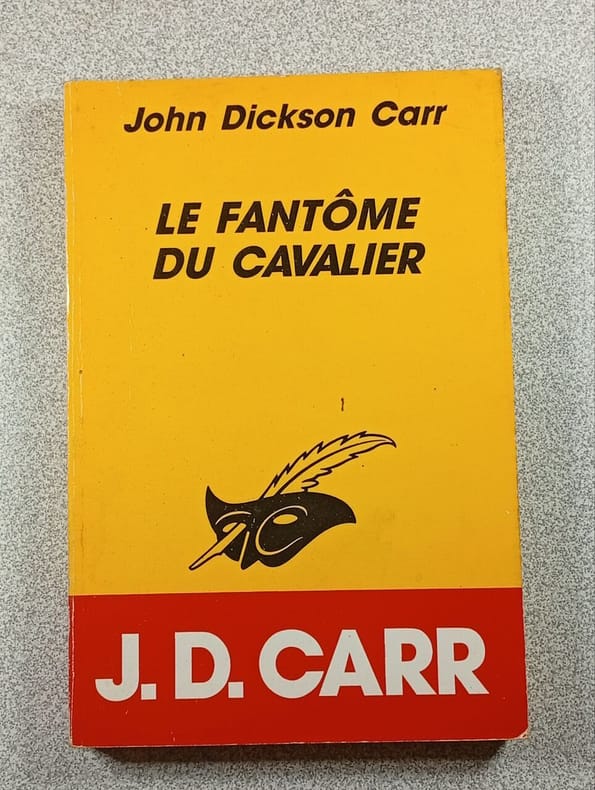 John Dickson Carr
LE FANTÔME
DU CAVALIER
J. D. CARR